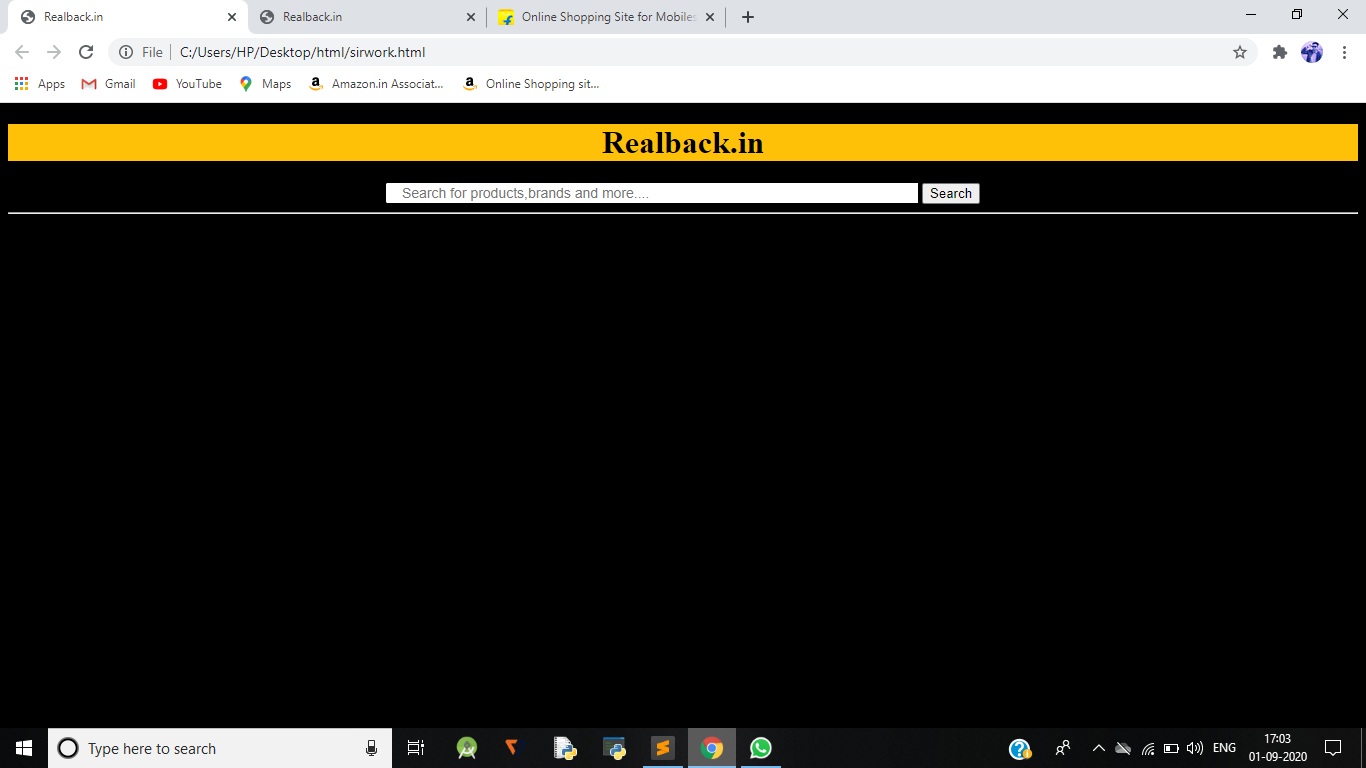 Realback.in
Realback.in
Online Shopping Site for Mobiles
File
C:/Users/HP/Desktop/html/sirwork.html
Apps
Gmail
YouTube
Maps
Amazon.in Associat...
Online Shopping sit...
Realback.in
Search for products,brands and more....
Search
Type here to search
ENG
17:03
01-09-2020